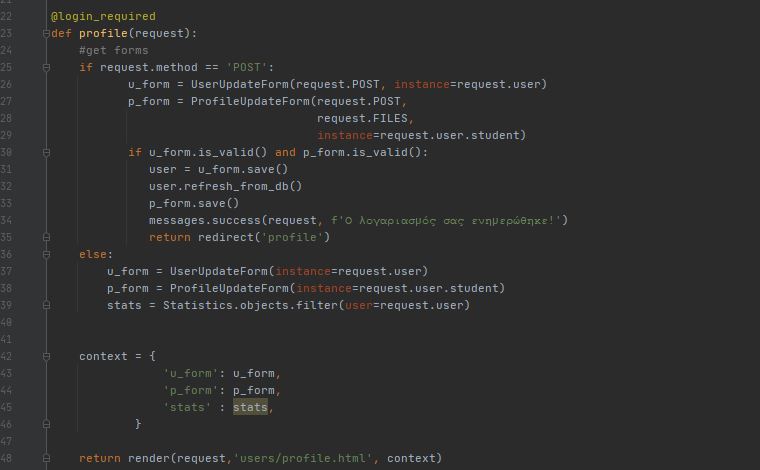 21
22 @login_required
23 def profile(request):
24 #get forms
25 if request.method == 'POST':
26 u_form = UserUpdateForm(request.POST, instance=request.user)
27 p_form = ProfileUpdateForm(request.POST,
28 request.FILES,
29 instance=request.user.student)
30 if u_form.is_valid() and p_form.is_valid():
31 user = u_form.save()
32 user.refresh_from_db()
33 p_form.save()
34 messages.success(request, f'Ο λογαριασμός σας ενημερώθηκε!')
35 return redirect('profile')
36 else:
37 u_form = UserUpdateForm(instance=request.user)
38 p_form = ProfileUpdateForm(instance=request.user.student)
39 stats = Statistics.objects.filter(user=request.user)
40
41
42 context = {
43 'u_form': u_form,
44 'p_form': p_form,
45 'stats' : stats,
46 }
47
48 return render(request,'users/profile.html', context)